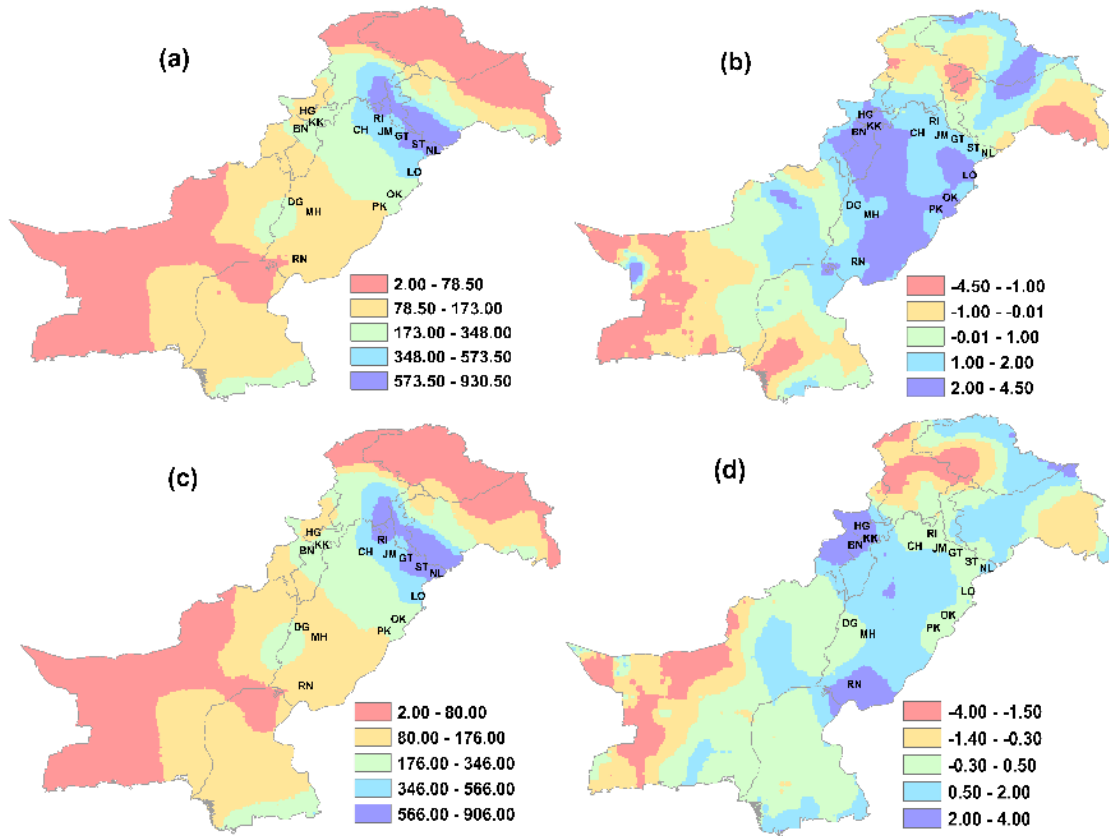 (a)
HG
KK
BN
CH
RI
JM
GT
ST
NL
LO
OK
PK
DG
MH
RN
2.00 - 78.50
78.50 - 173.00
173.00 - 348.00
348.00 - 573.50
573.50 - 930.50
(b)
HG
KK
BN
CH
RI
JM
GT
ST
NL
LO
OK
PK
DG
MH
RN
-4.50 - -1.00
-1.00 - -0.01
-0.01 - 1.00
1.00 - 2.00
2.00 - 4.50
(c)
HG
KK
BN
CH
RI
JM
GT
ST
NL
LO
OK
PK
DG
MH
RN
2.00 - 80.00
80.00 - 176.00
176.00 - 346.00
346.00 - 566.00
566.00 - 906.00
(d)
HG
KK
BN
CH
RI
JM
GT
ST
NL
LO
OK
PK
DG
MH
RN
-4.00 - -1.50
-1.40 - -0.30
-0.30 - 0.50
0.50 - 2.00
2.00 - 4.00